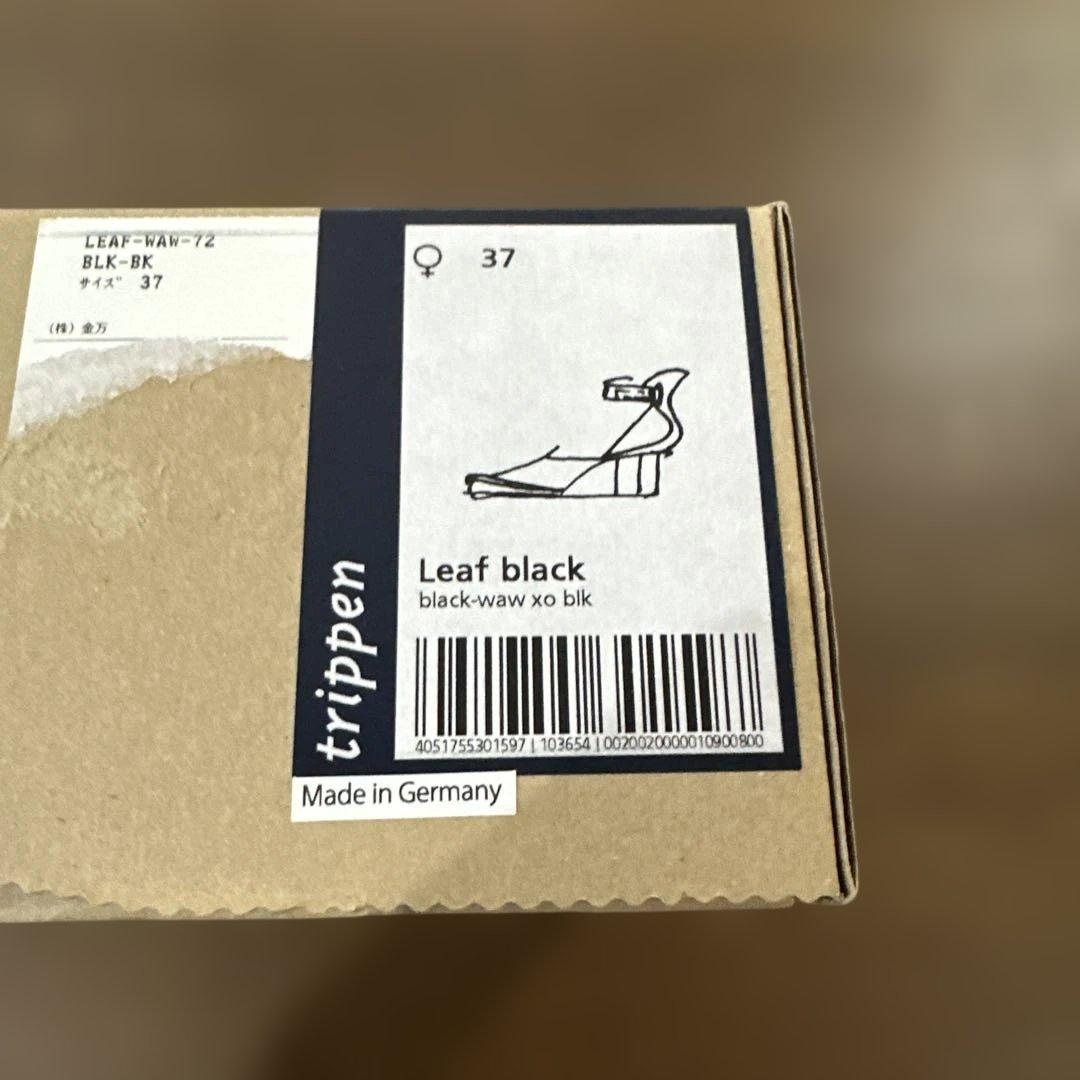 LEAF-WAW-72
BLK-BK
ｻｲｽﾞ 37
(株) 金万
♀ 37
Leaf black
black-waw xo blk
4051755301597 | 103654 | 0020020000010900800
trippen
Made in Germany